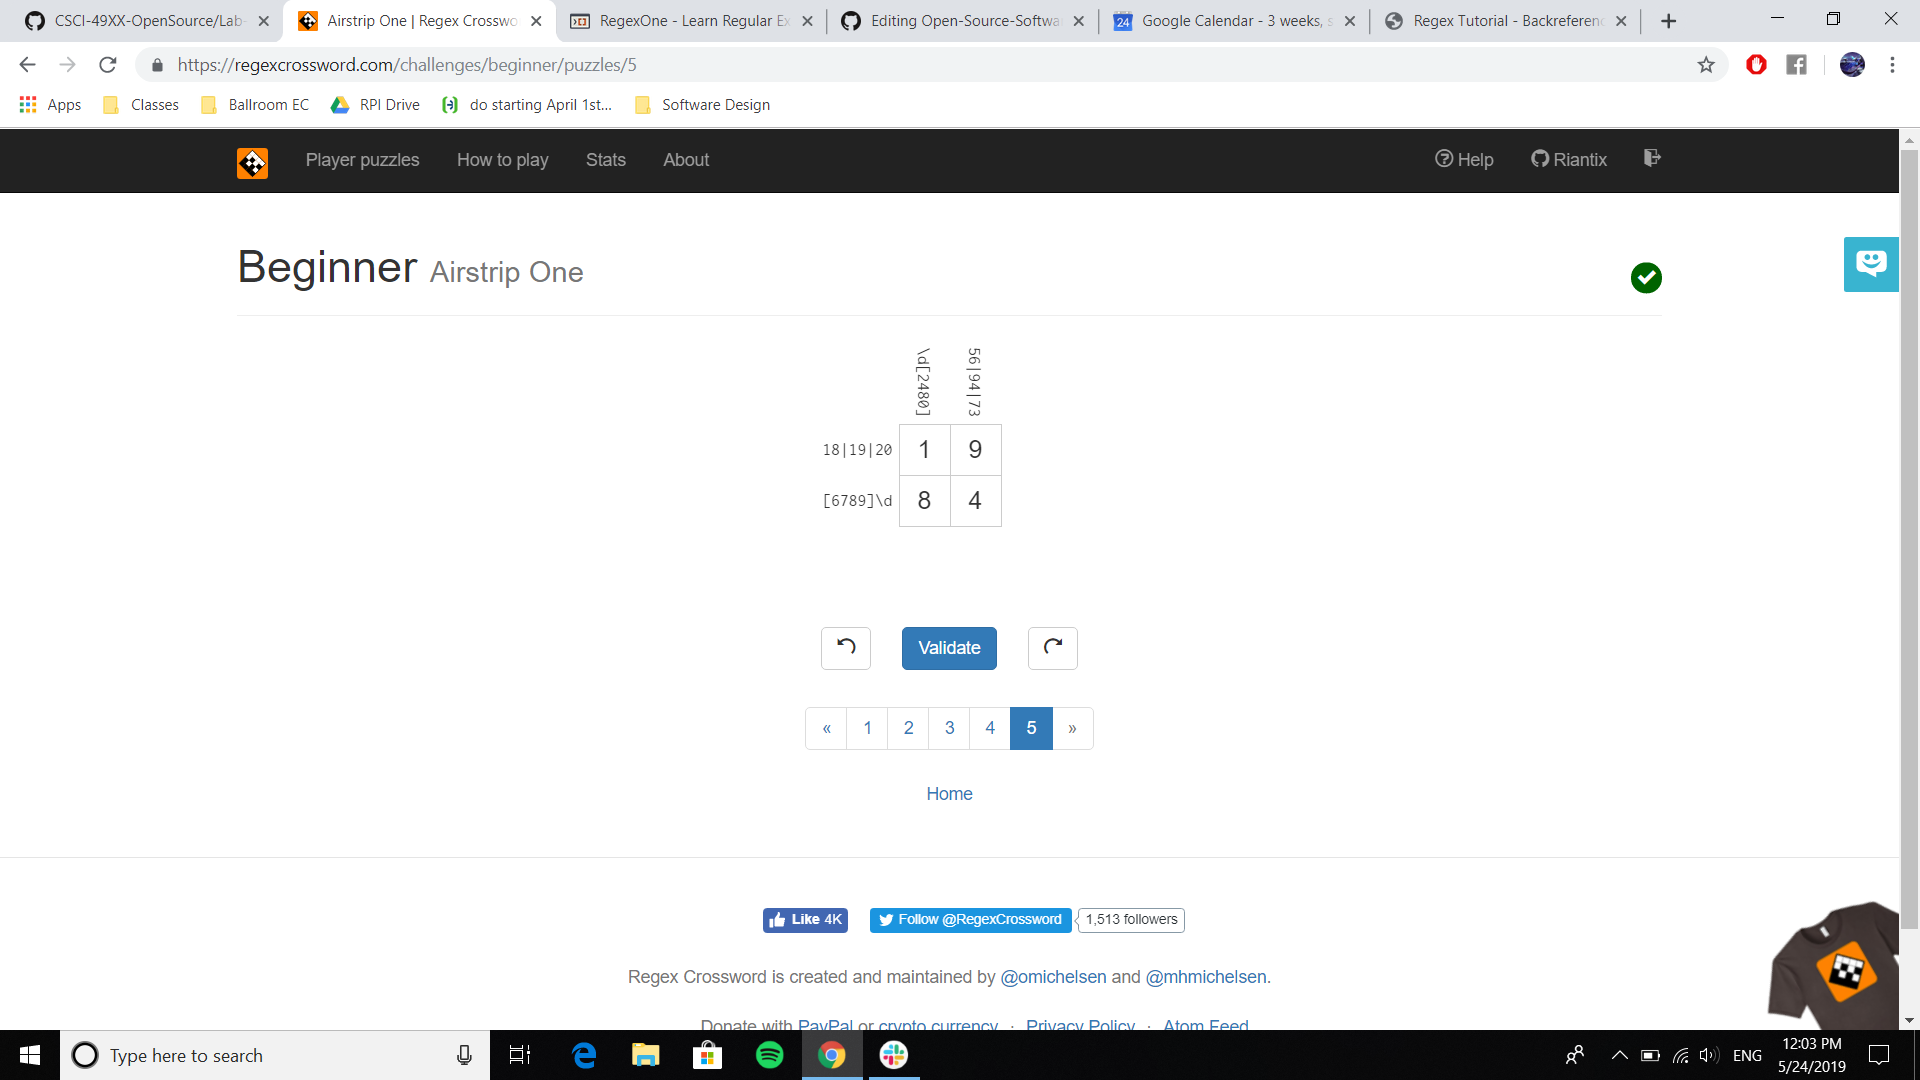 CSCI-49XX-OpenSource/Lab-
Airstrip One | Regex Crosswo
RegexOne - Learn Regular Ex
Editing Open-Source-Softwa
24
Google Calendar - 3 weeks, s
Regex Tutorial - Backreferenc
https://regexcrossword.com/challenges/beginner/puzzles/5
Apps
Classes
Ballroom EC
RPI Drive
do starting April 1st...
Software Design
Player puzzles
How to play
Stats
About
Help
Riantix
Beginner Airstrip One
\d[2480]
56|94|73
18|19|20 1 9
[6789]\d 8 4
Validate
« 1 2 3 4 5 »
Home
Like 4K
Follow @RegexCrossword
1,513 followers
Regex Crossword is created and maintained by @omichelsen and @mhmichelsen.
Donate with PayPal or crypto currency · Privacy Policy · Atom Feed
Type here to search
ENG
12:03 PM
5/24/2019